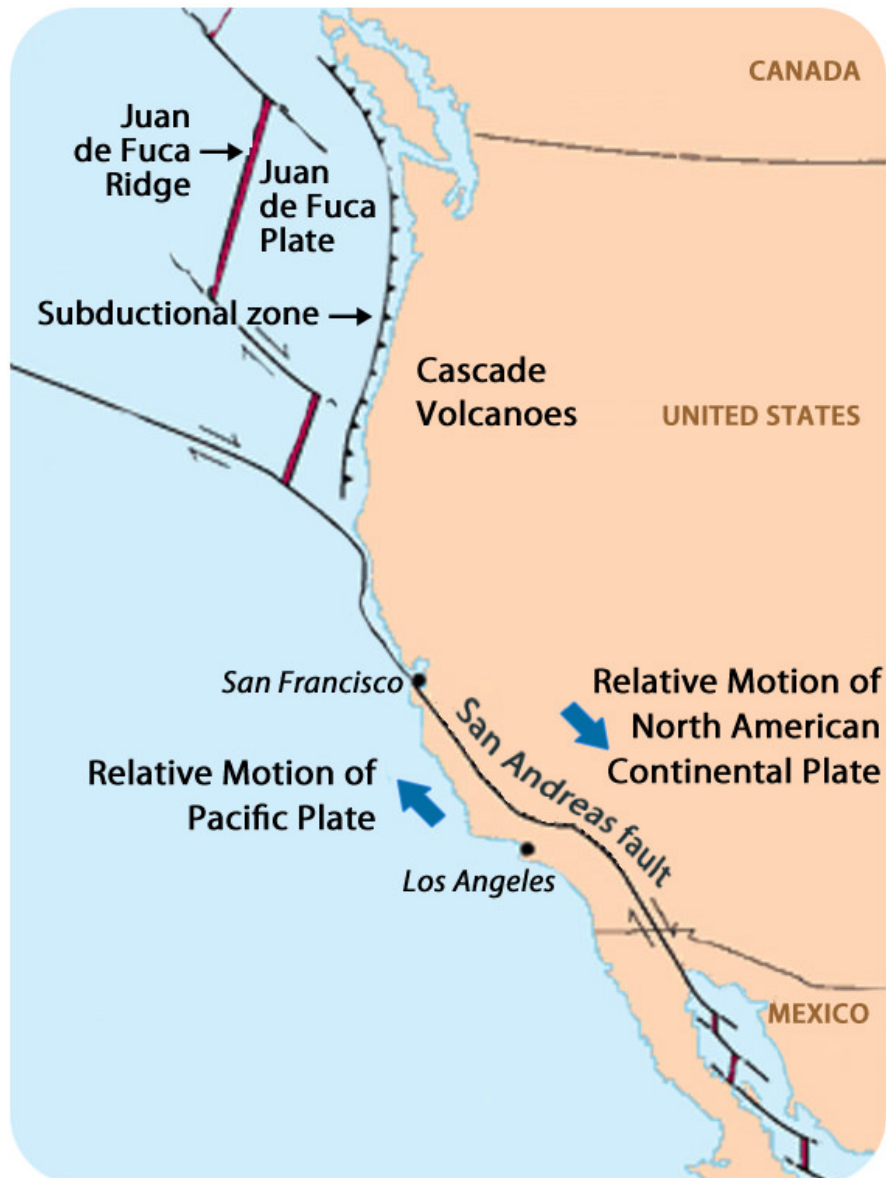 CANADA
Juan
de Fuca
Ridge
Juan
de Fuca
Plate
Subductional zone
Cascade
Volcanoes
UNITED STATES
San Francisco
San Andreas fault
Relative Motion of
North American
Continental Plate
Relative Motion of
Pacific Plate
Los Angeles
MEXICO